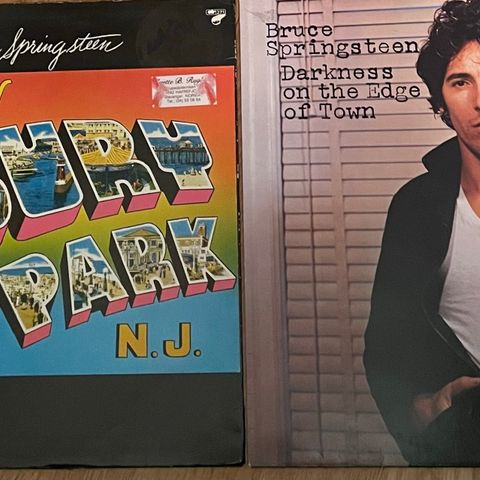 Springsteen
BURY
PARK
N.J.
Bruce
Springsteen
Darkness
on the Edge
of Town